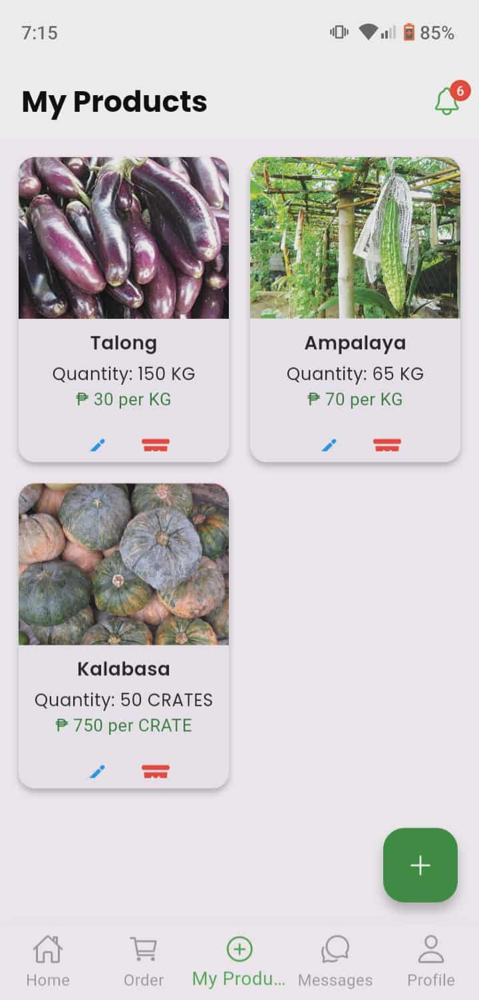 7:15
85%
My Products
6
Talong
Quantity: 150 KG
₱ 30 per KG
Ampalaya
Quantity: 65 KG
₱ 70 per KG
Kalabasa
Quantity: 50 CRATES
₱ 750 per CRATE
Home
Order
My Produ...
Messages
Profile